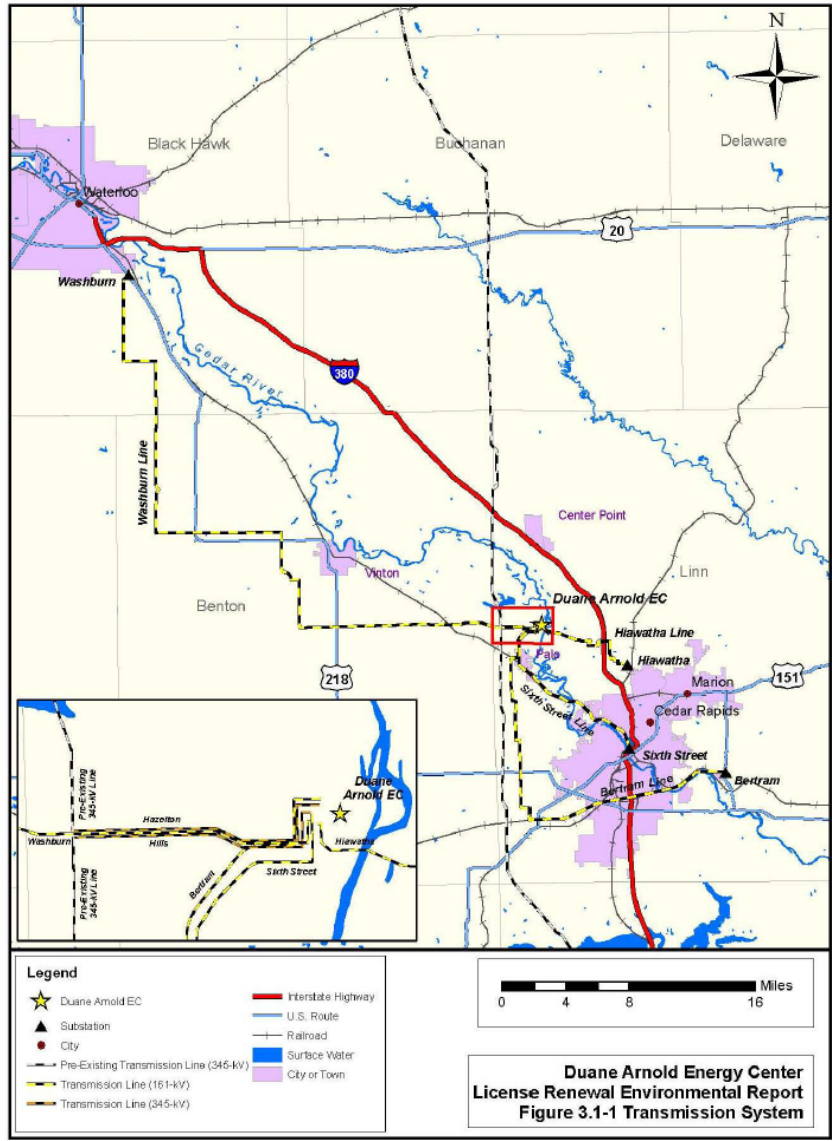 N
Black Hawk
Buchanan
Delaware
Waterloo
20
Washburn
Cedar River
380
Washburn Line
Center Point
Linn
Vinton
Benton
Duane Arnold EC
Hiawatha Line
Palo
Hiawatha
218
Marion
151
Sixth Street Line
Cedar Rapids
Sixth Street
Bertram Line
Bertram
Pre-Existing
345-kV Line
Duane
Arnold EC
Hazelton
Washburn
Hills
Hiawatha
Bertram
Sixth Street
Pre-Existing
345-kV Line
Legend
Duane Arnold EC
Substation
City
Pre-Existing Transmission Line (345-kV)
Transmission Line (161-kV)
Transmission Line (345-kV)
Interstate Highway
U.S. Route
Railroad
Surface Water
City or Town
Miles
0 4 8 16
Duane Arnold Energy Center
License Renewal Environmental Report
Figure 3.1-1 Transmission System